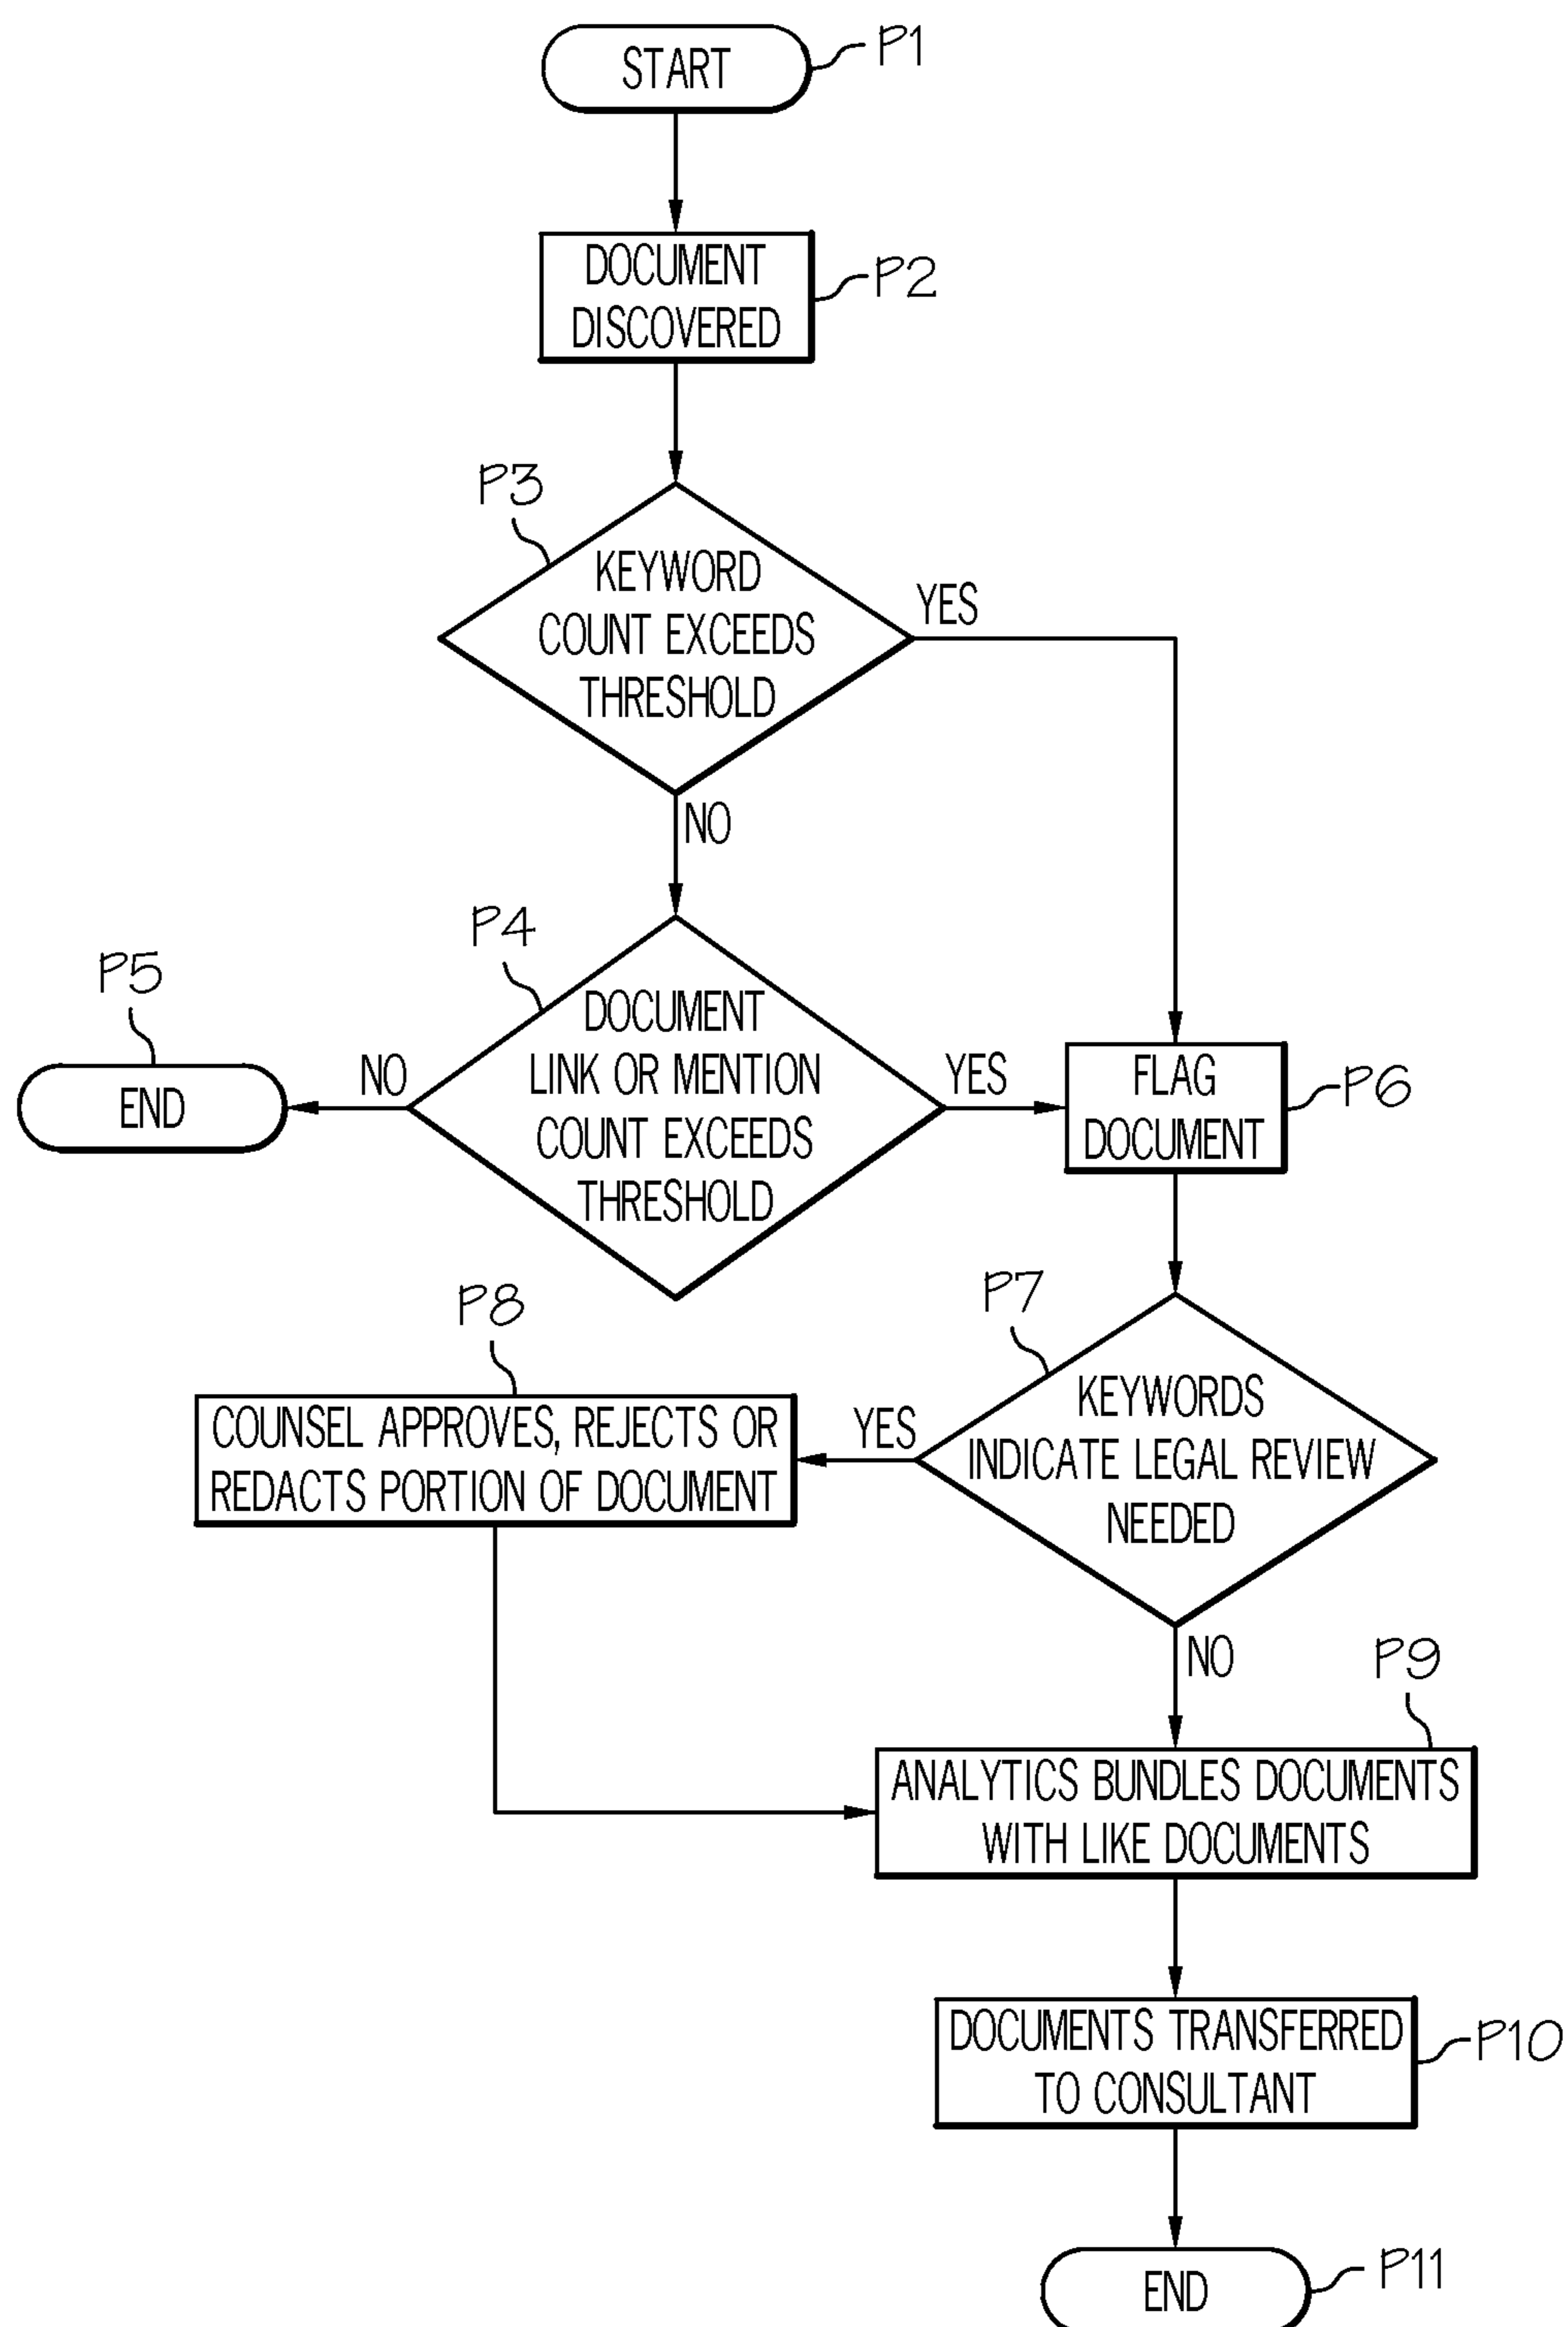 START
P1
DOCUMENT
DISCOVERED
P2
P3
KEYWORD
COUNT EXCEEDS
THRESHOLD
YES
NO
P4
DOCUMENT
LINK OR MENTION
COUNT EXCEEDS
THRESHOLD
P5
END
NO
YES
FLAG
DOCUMENT
P6
P7
KEYWORDS
INDICATE LEGAL REVIEW
NEEDED
YES
P8
COUNSEL APPROVES, REJECTS OR
REDACTS PORTION OF DOCUMENT
NO
P9
ANALYTICS BUNDLES DOCUMENTS
WITH LIKE DOCUMENTS
DOCUMENTS TRANSFERRED
TO CONSULTANT
P10
END
P11